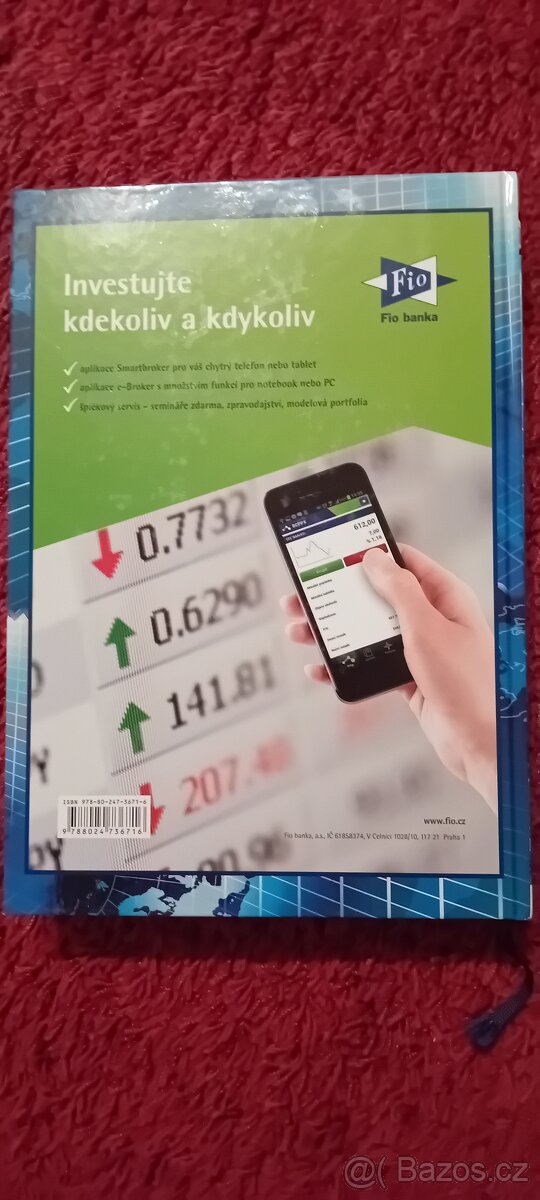 Investujte
kdekoliv a kdykoliv
Fio
Fio banka
aplikace Smartbroker pro váš chytrý telefon nebo tablet
aplikace e-Broker s množstvím funkcí pro notebook nebo PC
špičkový servis – semináře zdarma, zpravodajství, modelová portfolia
0.7732
0.6290
141.81
207.40
612,00
7,00
ISBN 978-80-247-3671-6
9 788024 736716
www.fio.cz
Fio banka, a.s., IČ 61858374, V Celnici 1028/10, 117 21 Praha 1
@ Bazoš.cz